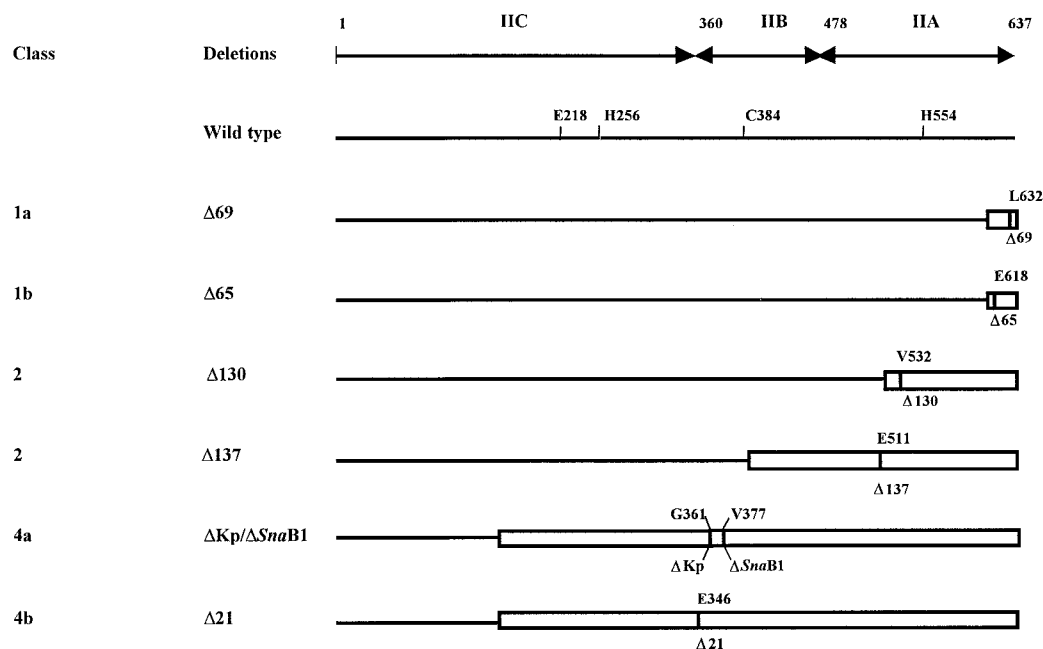 1 IIC 360 IIB 478 IIA 637
Class Deletions
E218 H256 C384 H554
Wild type
L632
1a Δ69
Δ69
E618
1b Δ65
Δ65
V532
2 Δ130
Δ130
E511
2 Δ137
Δ137
G361 V377
4a ΔKp/ΔSnaB1
ΔKp ΔSnaB1
E346
4b Δ21
Δ21